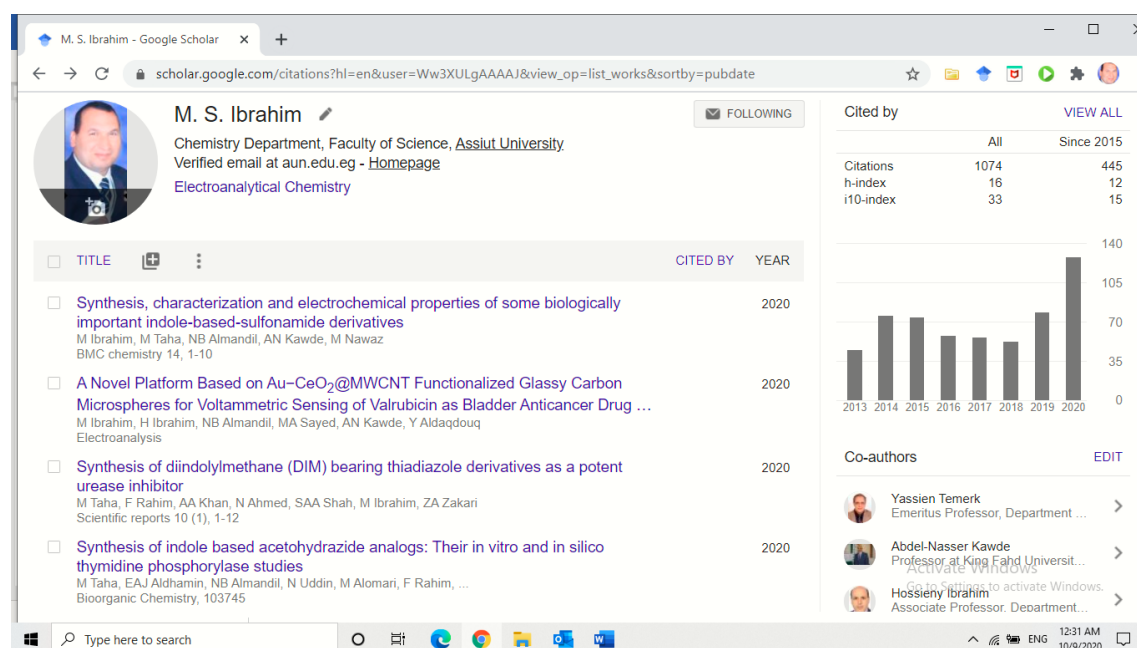 M. S. Ibrahim - Google Scholar
scholar.google.com/citations?hl=en&user=Ww3XULgAAAAJ&view_op=list_works&sortby=pubdate
M. S. Ibrahim
FOLLOWING
Chemistry Department, Faculty of Science, Assiut University
Verified email at aun.edu.eg - Homepage
Electroanalytical Chemistry
TITLE CITED BY YEAR
Synthesis, characterization and electrochemical properties of some biologically 2020
important indole-based-sulfonamide derivatives
M Ibrahim, M Taha, NB Almandil, AN Kawde, M Nawaz
BMC chemistry 14, 1-10
A Novel Platform Based on Au−CeO2@MWCNT Functionalized Glassy Carbon 2020
Microspheres for Voltammetric Sensing of Valrubicin as Bladder Anticancer Drug …
M Ibrahim, H Ibrahim, NB Almandil, MA Sayed, AN Kawde, Y Aldaqdouq
Electroanalysis
Synthesis of diindolylmethane (DIM) bearing thiadiazole derivatives as a potent 2020
urease inhibitor
M Taha, F Rahim, AA Khan, N Ahmed, SAA Shah, M Ibrahim, ZA Zakari
Scientific reports 10 (1), 1-12
Synthesis of indole based acetohydrazide analogs: Their in vitro and in silico 2020
thymidine phosphorylase studies
M Taha, EAJ Aldhamin, NB Almandil, N Uddin, M Alomari, F Rahim, ...
Bioorganic Chemistry, 103745
Cited by VIEW ALL
All Since 2015
Citations 1074 445
h-index 16 12
i10-index 33 15
140
105
70
35
0
2013 2014 2015 2016 2017 2018 2019 2020
Co-authors EDIT
Yassien Temerk
Emeritus Professor, Department ...
Abdel-Nasser Kawde
Professor at King Fahd Universit...
Hossieny Ibrahim
Associate Professor, Department...
Activate Windows
Go to Settings to activate Windows.
Type here to search
ENG
12:31 AM
10/9/2020